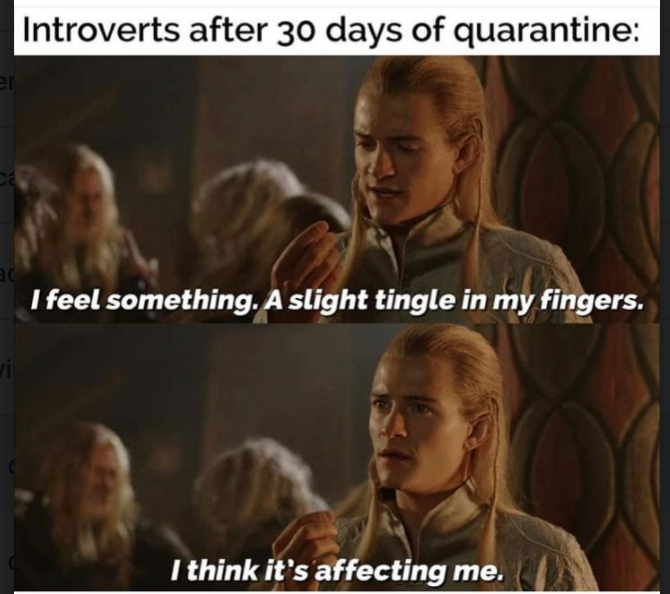 Introverts after 30 days of quarantine:
I feel something. A slight tingle in my fingers.
I think it's affecting me.